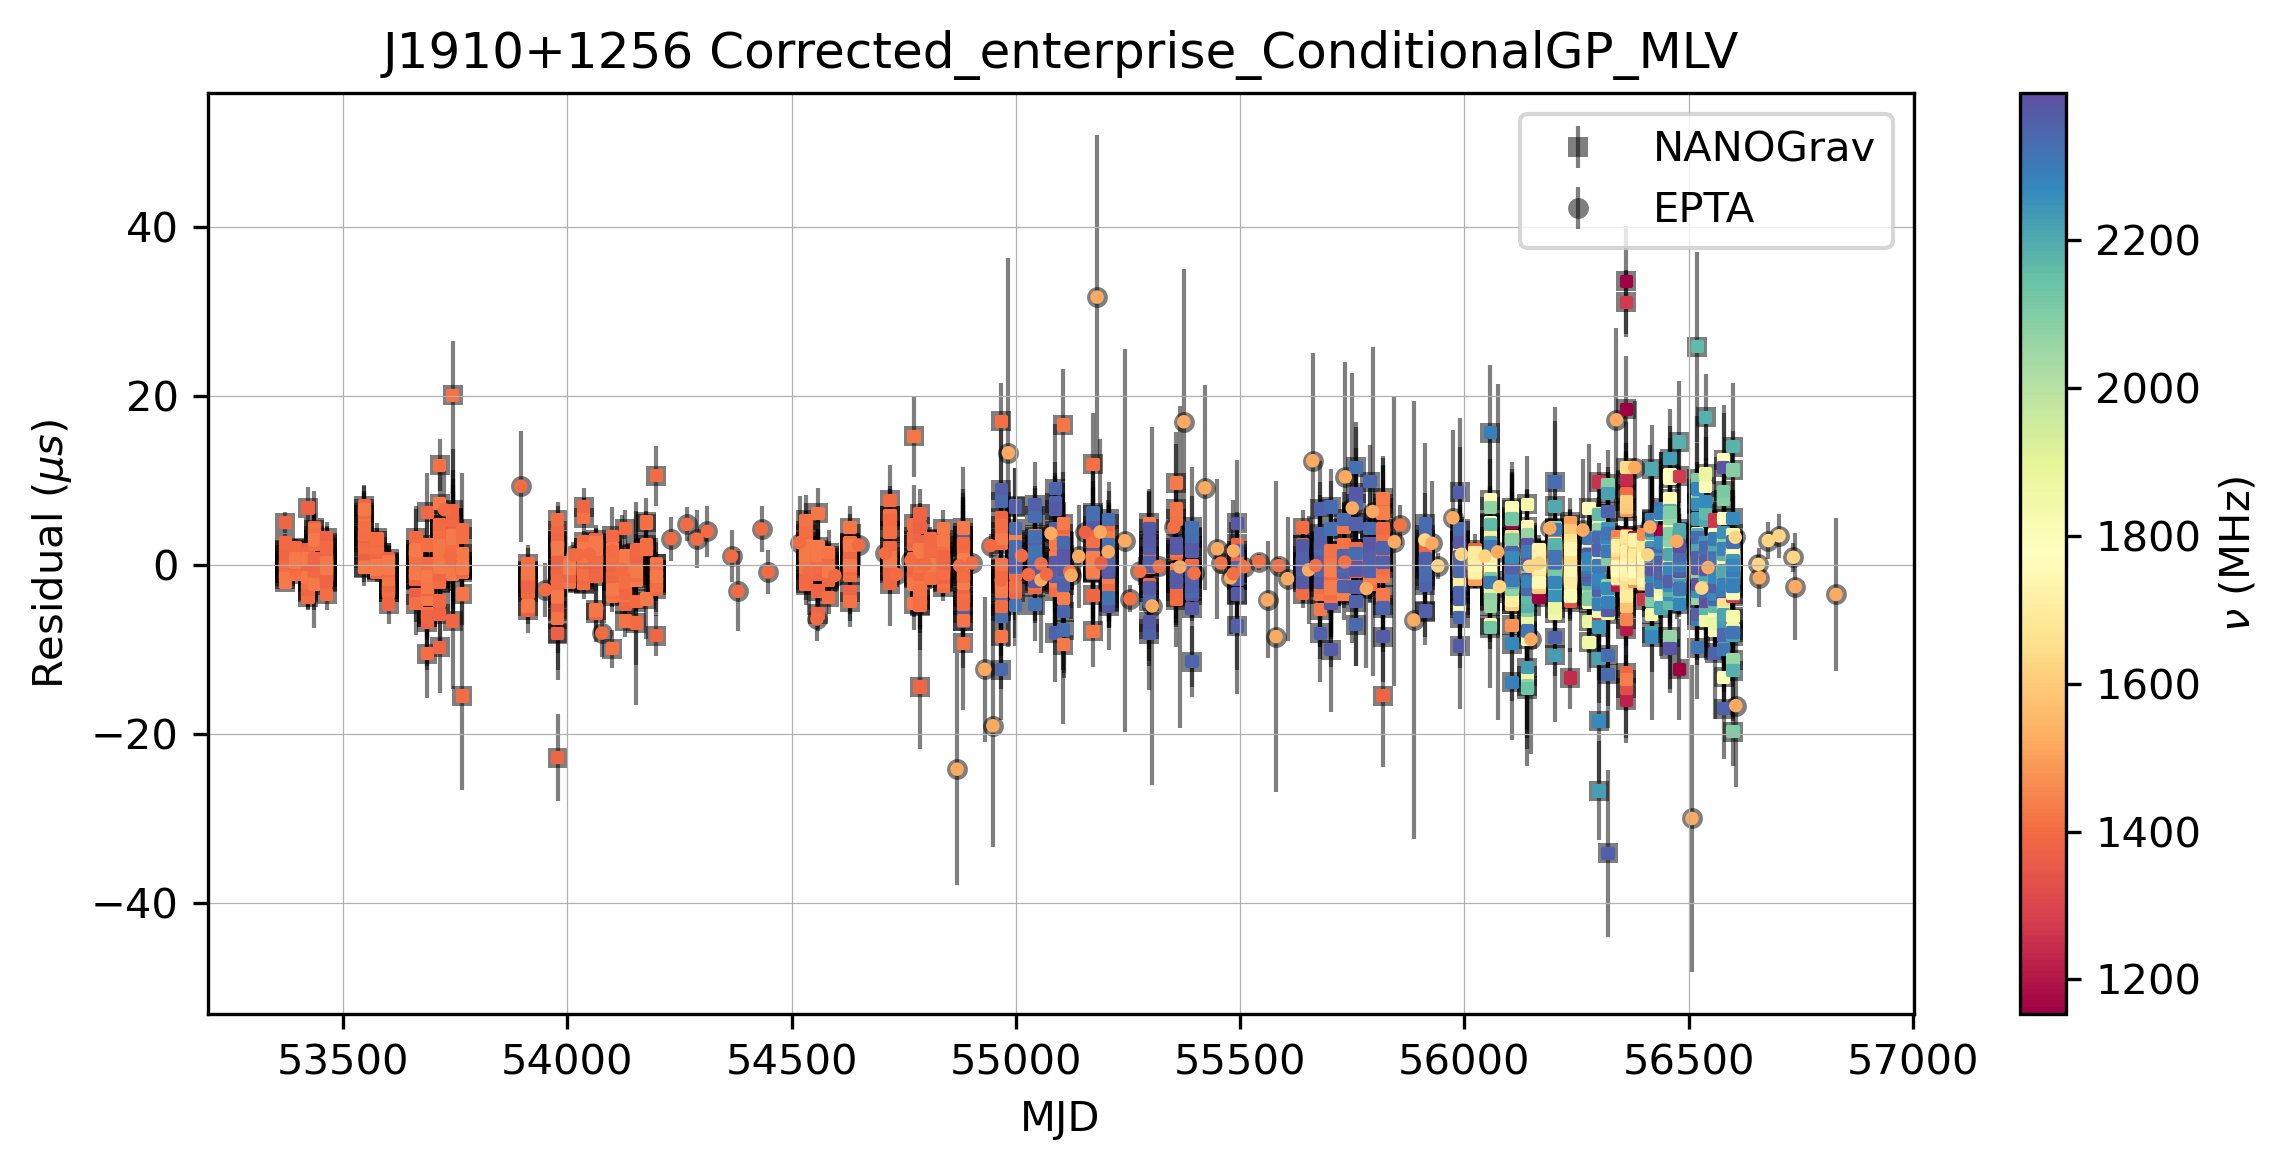 J1910+1256 Corrected_enterprise_ConditionalGP_MLV
NANOGrav
EPTA
40
20
0
−20
−40
Residual (μs)
53500 54000 54500 55000 55500 56000 56500 57000
MJD
2200
2000
1800
1600
1400
1200
ν (MHz)